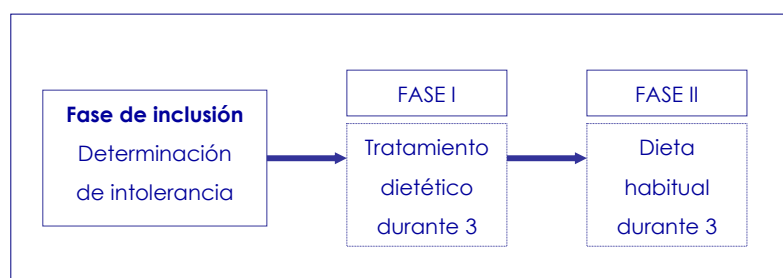 Fase de inclusión
Determinación
de intolerancia
FASE I
Tratamiento
dietético
durante 3
FASE II
Dieta
habitual
durante 3